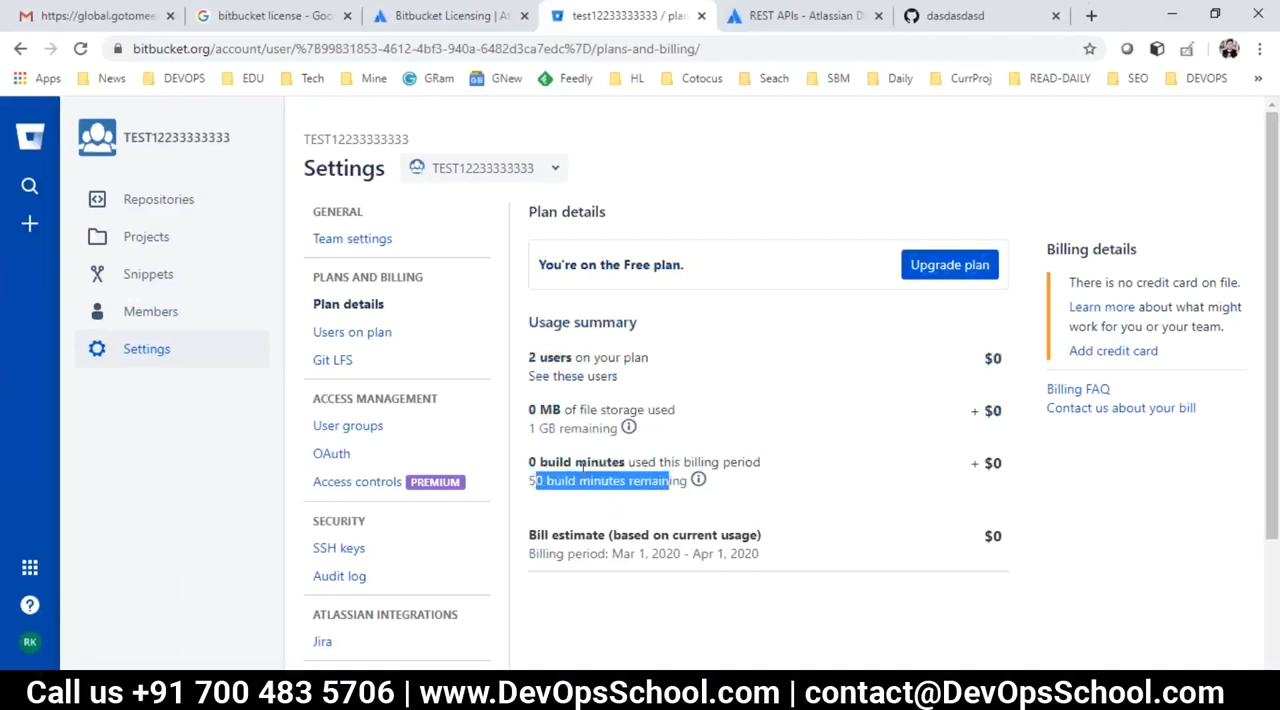 https://global.gotomee
bitbucket license - Goo
Bitbucket Licensing | At
test12233333333 / plan
REST APIs - Atlassian D
dasdasdasd
bitbucket.org/account/user/%7B99831853-4612-4bf3-940a-6482d3ca7edc%7D/plans-and-billing/
Apps
News
DEVOPS
EDU
Tech
Mine
GRam
GNew
Feedly
HL
Cotocus
Seach
SBM
Daily
CurrProj
READ-DAILY
SEO
DEVOPS
»
TEST12233333333
Repositories
Projects
Snippets
Members
Settings
RK
TEST12233333333
Settings
TEST12233333333
GENERAL
Team settings
PLANS AND BILLING
Plan details
Users on plan
Git LFS
ACCESS MANAGEMENT
User groups
OAuth
Access controls PREMIUM
SECURITY
SSH keys
Audit log
ATLASSIAN INTEGRATIONS
Jira
Plan details
You're on the Free plan.
Upgrade plan
Usage summary
2 users on your plan $0
See these users
0 MB of file storage used + $0
1 GB remaining
0 build minutes used this billing period + $0
50 build minutes remaining
Bill estimate (based on current usage) $0
Billing period: Mar 1, 2020 - Apr 1, 2020
Billing details
There is no credit card on file.
Learn more about what might
work for you or your team.
Add credit card
Billing FAQ
Contact us about your bill
Call us +91 700 483 5706 | www.DevOpsSchool.com | contact@DevOpsSchool.com